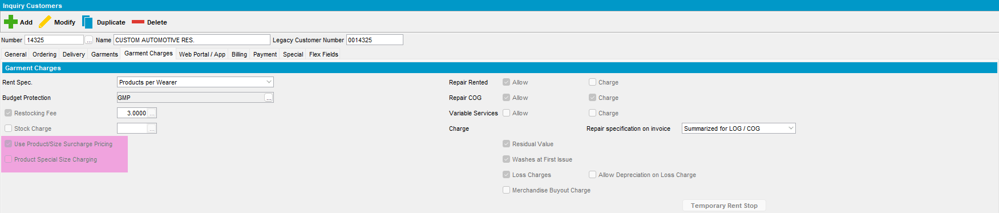 Inquiry Customers
Add Modify Duplicate Delete
Number 14325 ... Name CUSTOM AUTOMOTIVE RES. Legacy Customer Number 0014325
General Ordering Delivery Garments Garment Charges Web Portal / App Billing Payment Special Flex Fields
Garment Charges
Rent Spec. Products per Wearer Repair Rented Allow Charge
Budget Protection GMP ... Repair COG Allow Charge
Restocking Fee 3.0000 ... Variable Services Allow Charge
Stock Charge ... Charge Repair specification on invoice Summarized for LOG / COG
Use Product/Size Surcharge Pricing Residual Value
Product Special Size Charging Washes at First Issue
Loss Charges Allow Depreciation on Loss Charge
Merchandise Buyout Charge
Temporary Rent Stop